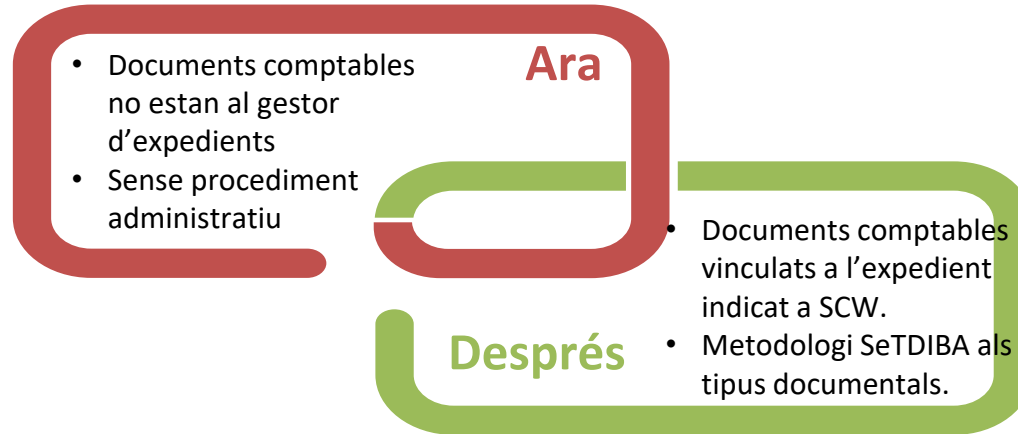 Ara
• Documents comptables
no estan al gestor
d’expedients
• Sense procediment
administratiu
Després
• Documents comptables
vinculats a l’expedient
indicat a SCW.
• Metodologi SeTDIBA als
tipus documentals.